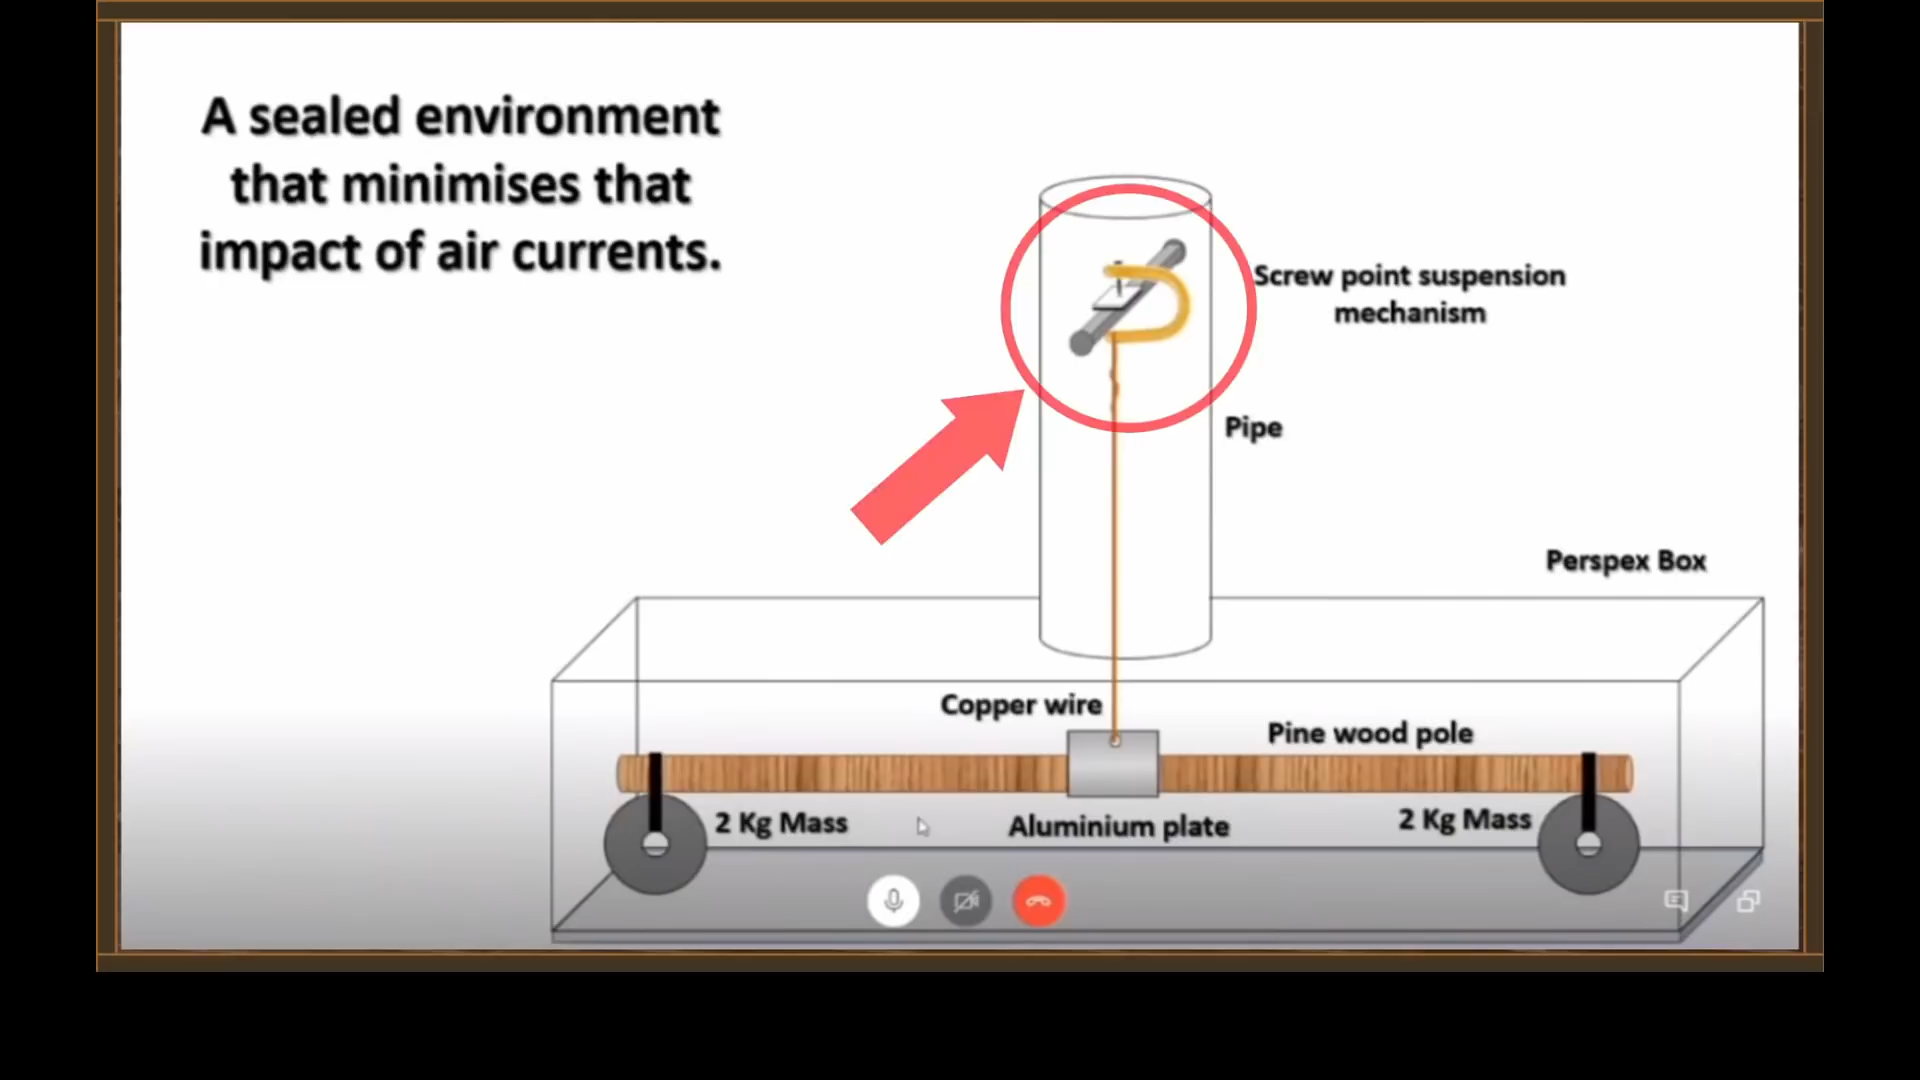 A sealed environment
that minimises that
impact of air currents.
Screw point suspension
mechanism
Pipe
Perspex Box
Copper wire
Pine wood pole
2 Kg Mass
Aluminium plate
2 Kg Mass